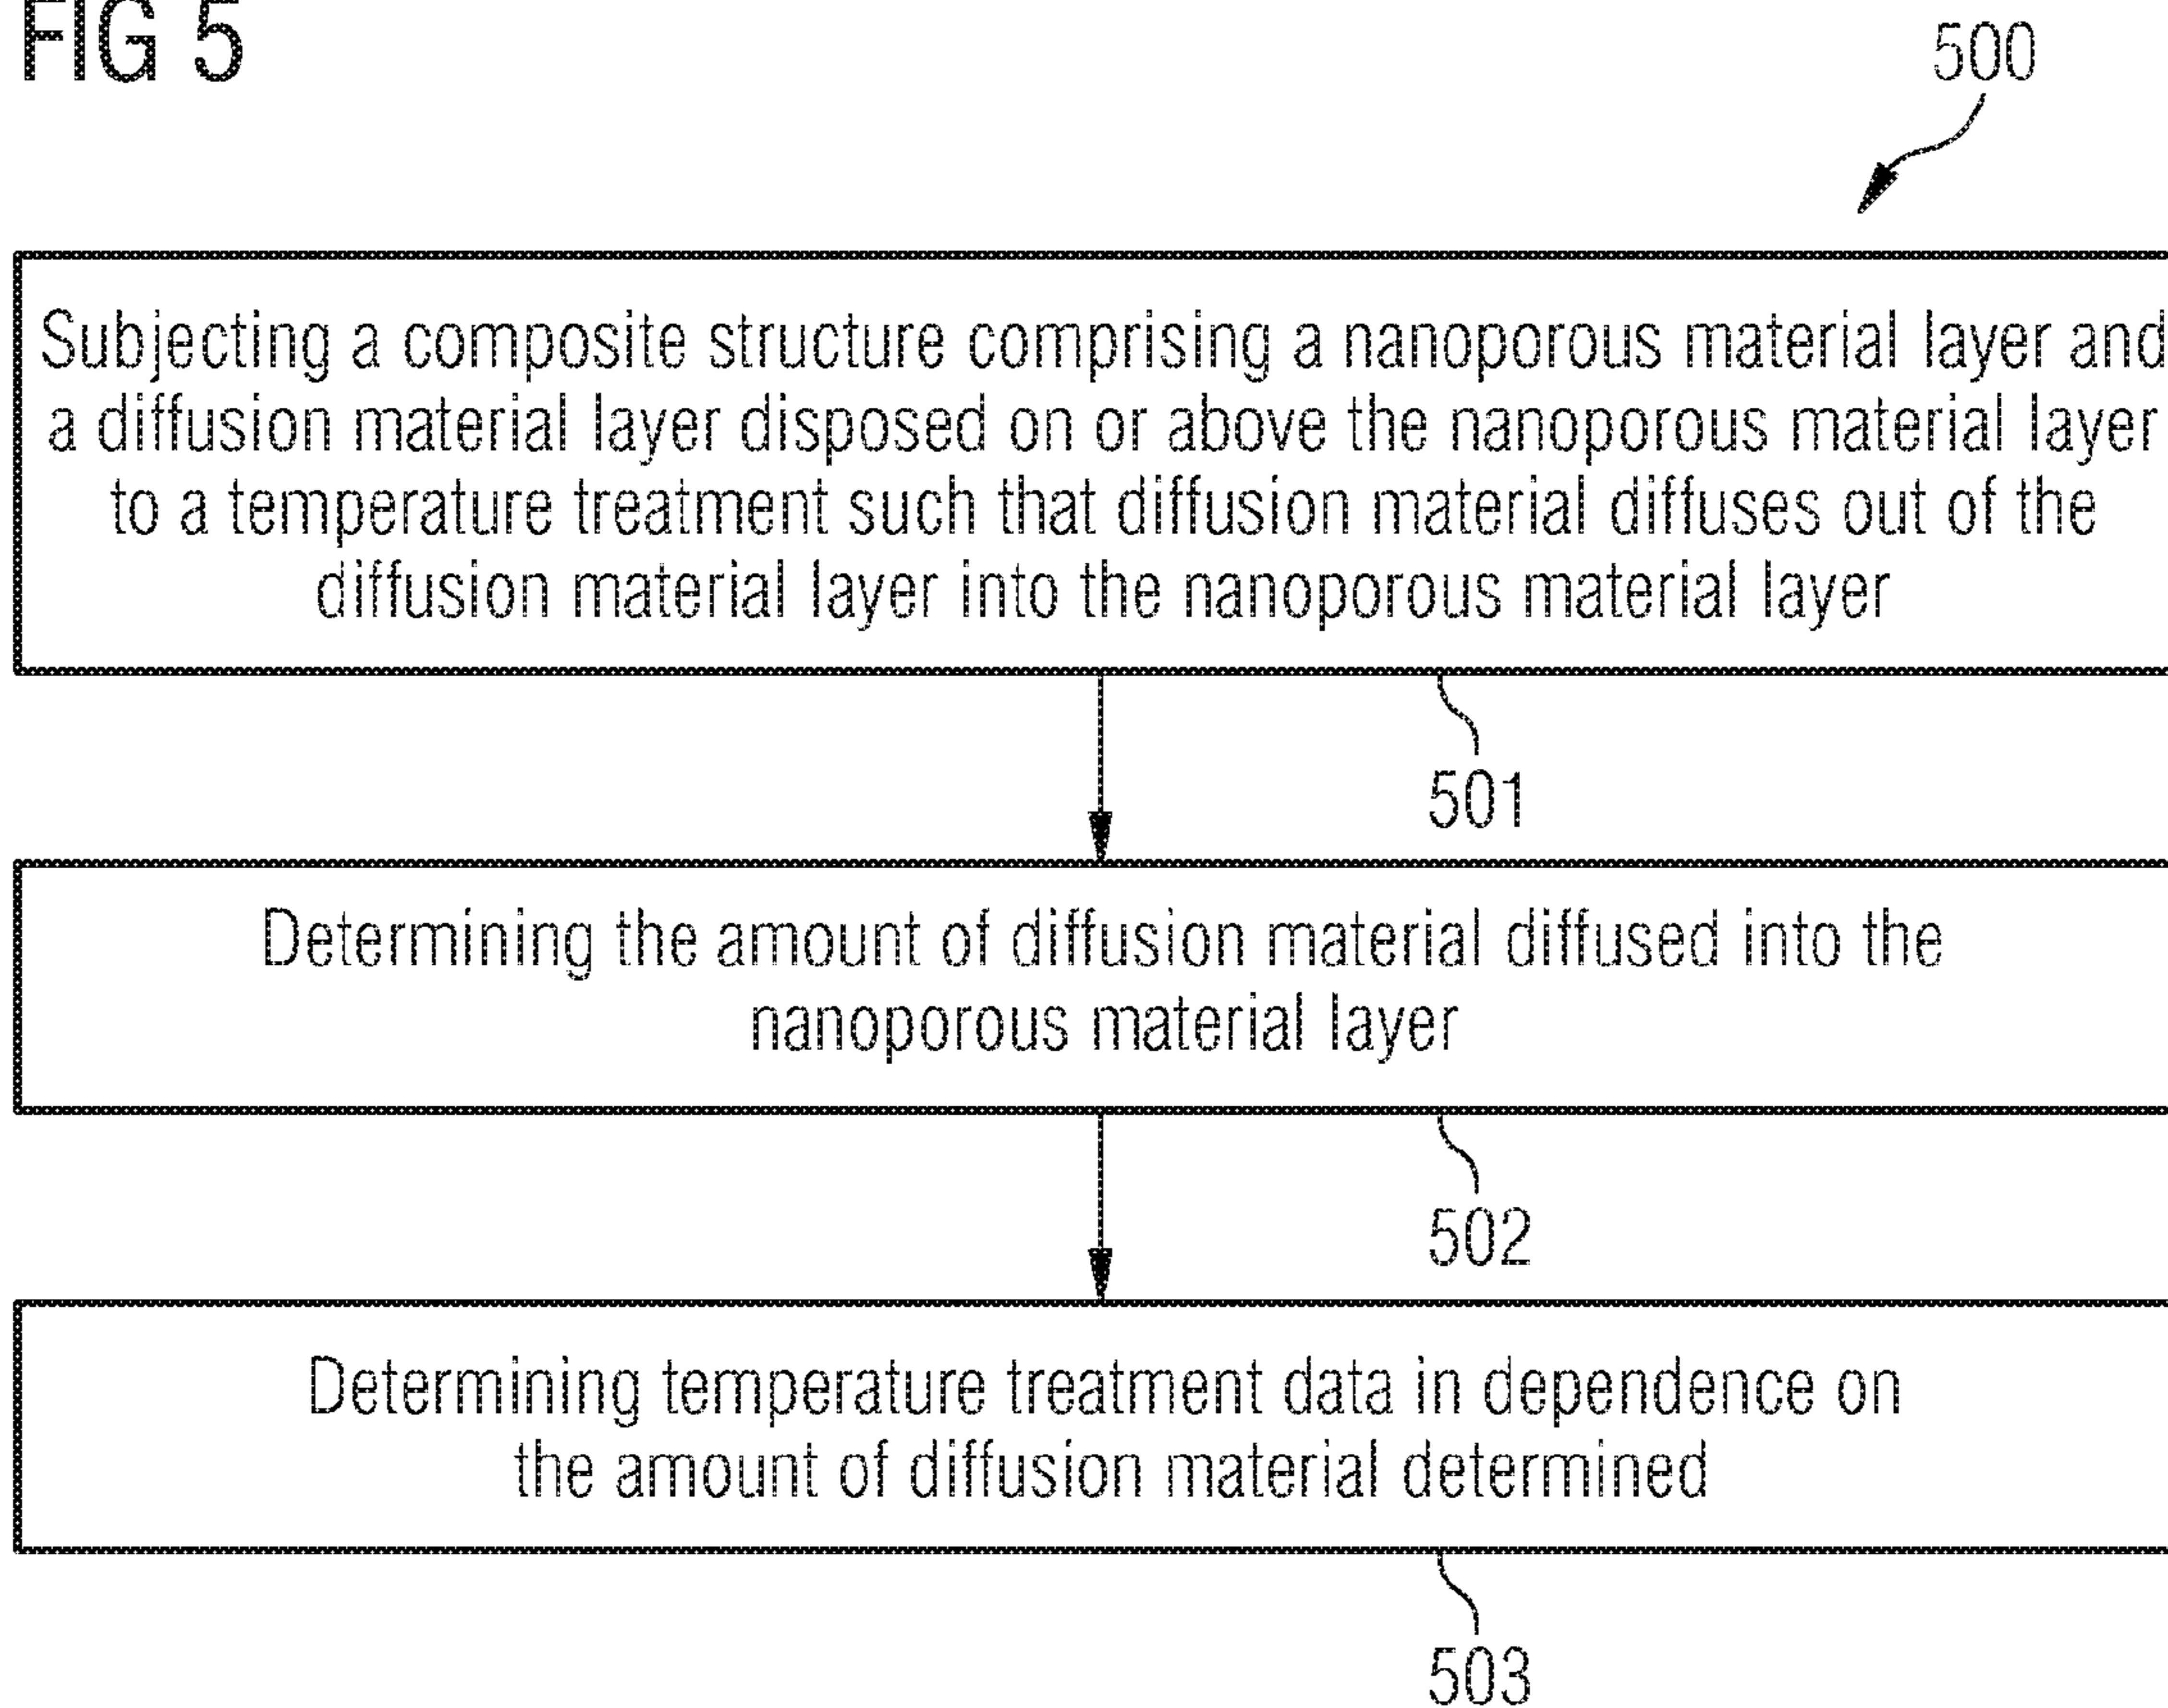 FIG 5
500
Subjecting a composite structure comprising a nanoporous material layer and
a diffusion material layer disposed on or above the nanoporous material layer
to a temperature treatment such that diffusion material diffuses out of the
diffusion material layer into the nanoporous material layer
501
Determining the amount of diffusion material diffused into the
nanoporous material layer
502
Determining temperature treatment data in dependence on
the amount of diffusion material determined
503